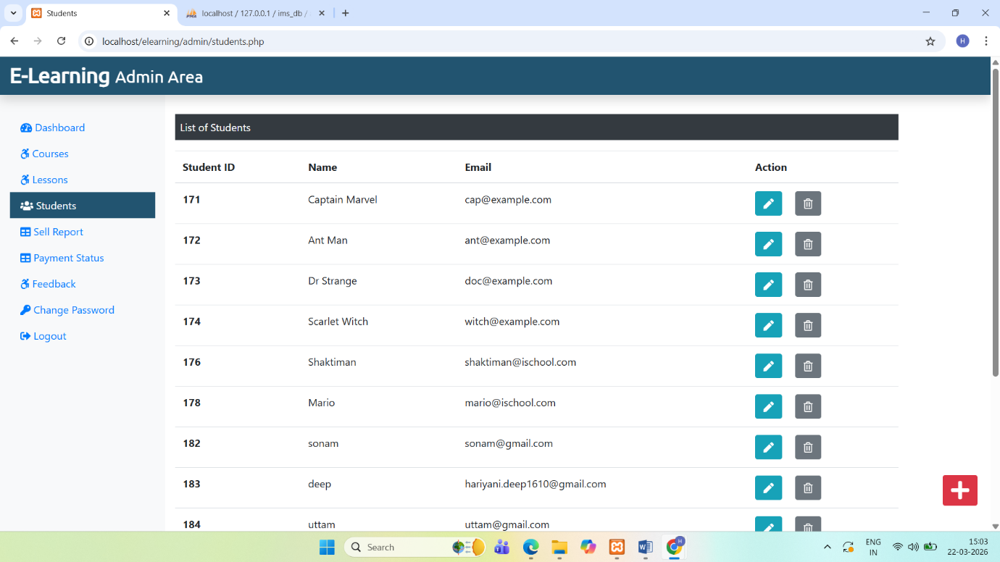 Students
localhost / 127.0.0.1 / ims_db /
localhost/elearning/admin/students.php
H
E-Learning Admin Area
Dashboard
Courses
Lessons
Students
Sell Report
Payment Status
Feedback
Change Password
Logout
List of Students
Student ID Name Email Action
171 Captain Marvel cap@example.com
172 Ant Man ant@example.com
173 Dr Strange doc@example.com
174 Scarlet Witch witch@example.com
176 Shaktiman shaktiman@ischool.com
178 Mario mario@ischool.com
182 sonam sonam@gmail.com
183 deep hariyani.deep1610@gmail.com
184 uttam uttam@gmail.com
Search
H
ENG
IN
15:03
22-03-2026